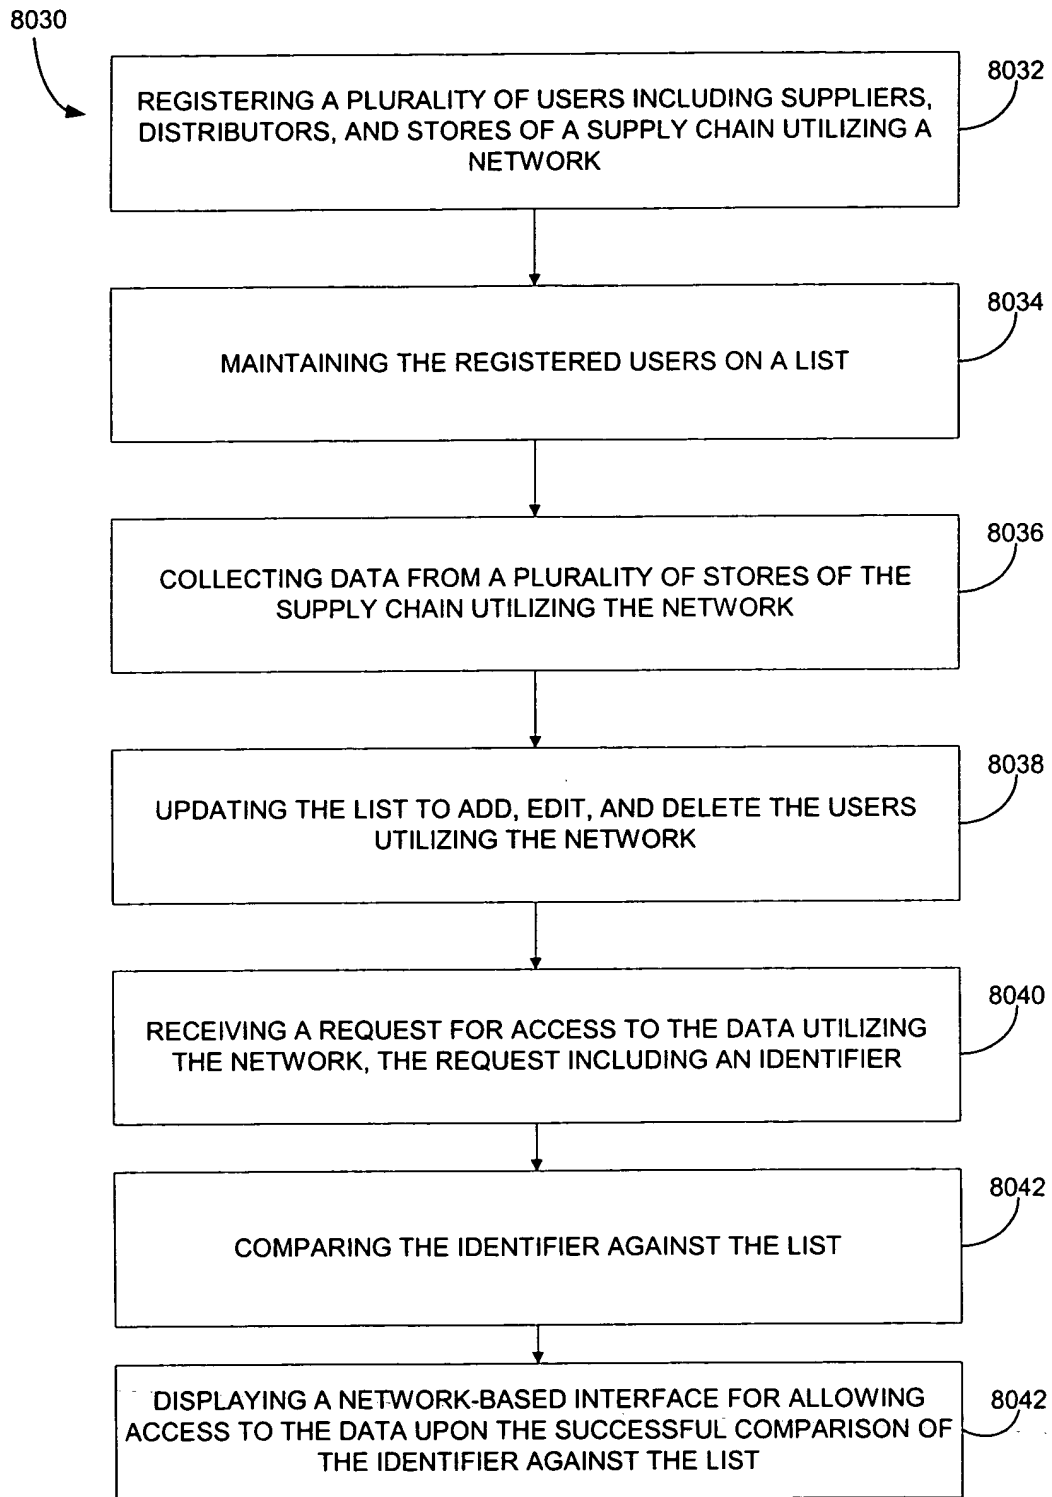 8030
8032
REGISTERING A PLURALITY OF USERS INCLUDING SUPPLIERS,
DISTRIBUTORS, AND STORES OF A SUPPLY CHAIN UTILIZING A
NETWORK
8034
MAINTAINING THE REGISTERED USERS ON A LIST
8036
COLLECTING DATA FROM A PLURALITY OF STORES OF THE
SUPPLY CHAIN UTILIZING THE NETWORK
8038
UPDATING THE LIST TO ADD, EDIT, AND DELETE THE USERS
UTILIZING THE NETWORK
8040
RECEIVING A REQUEST FOR ACCESS TO THE DATA UTILIZING
THE NETWORK, THE REQUEST INCLUDING AN IDENTIFIER
8042
COMPARING THE IDENTIFIER AGAINST THE LIST
8042
DISPLAYING A NETWORK-BASED INTERFACE FOR ALLOWING
ACCESS TO THE DATA UPON THE SUCCESSFUL COMPARISON OF
THE IDENTIFIER AGAINST THE LIST